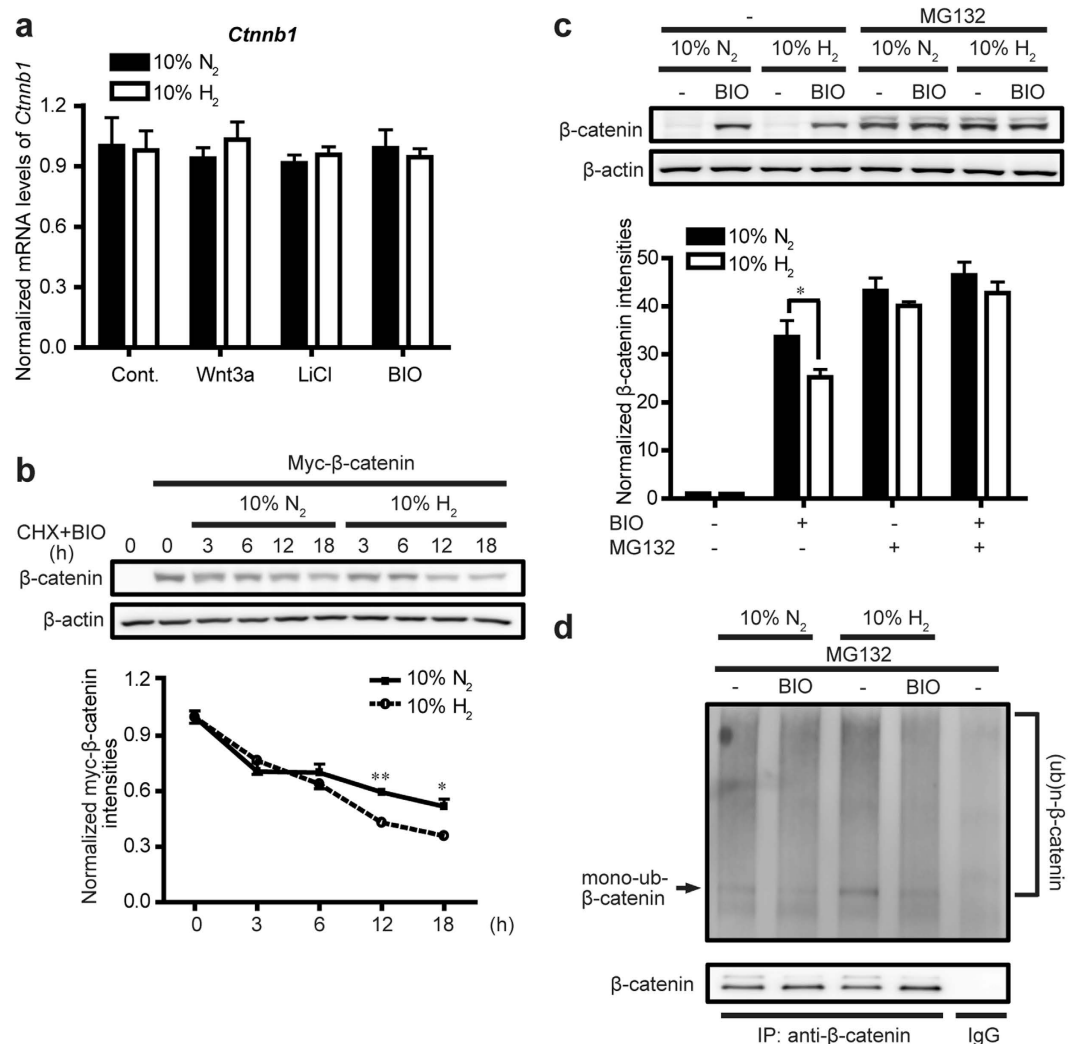 a
Ctnnb1
10% N2
10% H2
Normalized mRNA levels of Ctnnb1
1.2
0.9
0.6
0.3
0.0
Cont. Wnt3a LiCl BIO
b
Myc-β-catenin
10% N2 10% H2
CHX+BIO
(h)
0 0 3 6 12 18 3 6 12 18
β-catenin
β-actin
10% N2
10% H2
Normalized myc-β-catenin
intensities
1.2
0.9
0.6
0.3
0.0
** *
0 3 6 12 18 (h)
c
- MG132
10% N2 10% H2 10% N2 10% H2
- BIO - BIO - BIO - BIO
β-catenin
β-actin
10% N2
10% H2
Normalized β-catenin intensities
50
40
30
20
10
0
*
BIO - + - +
MG132 - - + +
d
10% N2 10% H2
MG132
- BIO - BIO -
(ub)n-β-catenin
mono-ub-
β-catenin
β-catenin
IP: anti-β-catenin IgG